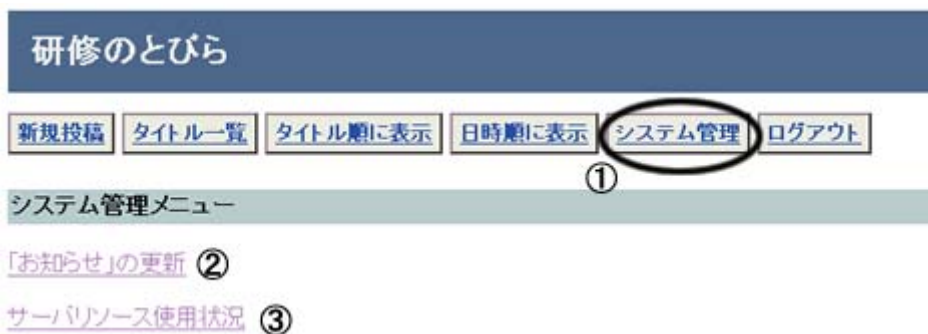 研修のとびら
新規投稿 タイトル一覧 タイトル順に表示 日時順に表示 システム管理 ログアウト
①
システム管理メニュー
「お知らせ」の更新 ②
サーバリソース使用状況 ③